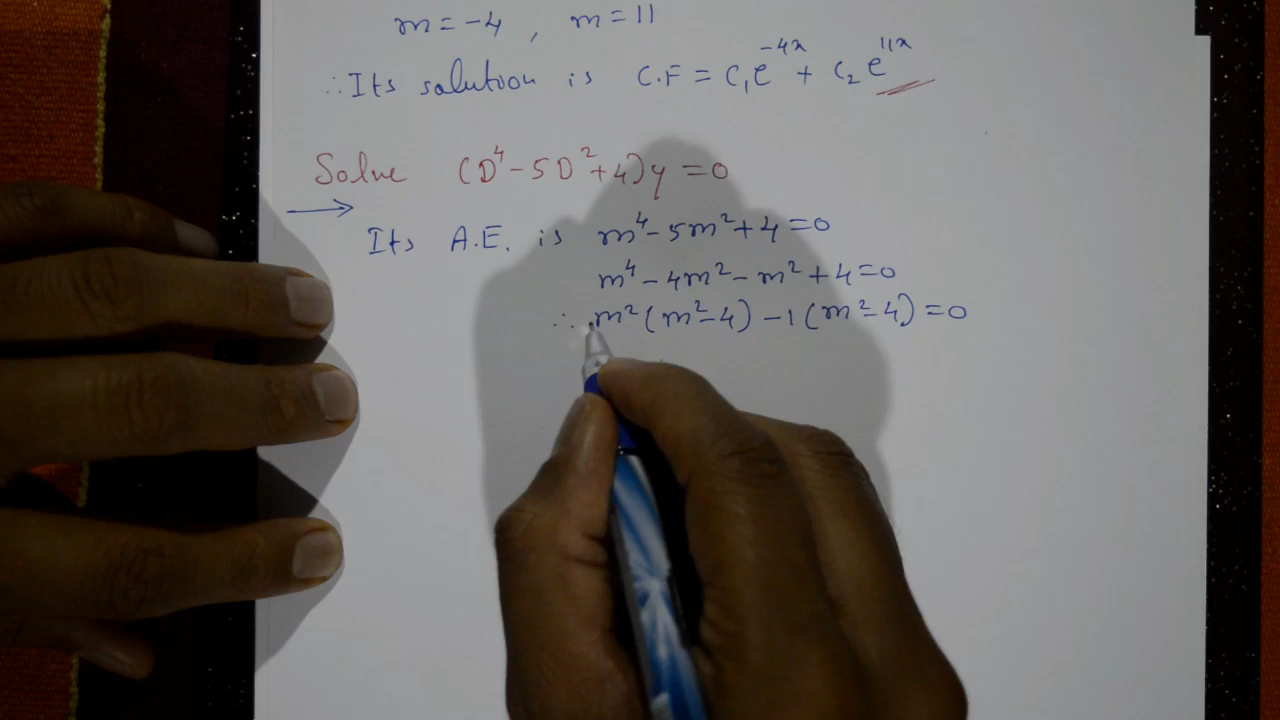 m = -4 , m = 11
∴ Its solution is C.F = C₁e^{-4x} + C₂e^{11x}
Solve (D⁴ - 5D² + 4)y = 0
→ Its A.E. is m⁴ - 5m² + 4 = 0
m⁴ - 4m² - m² + 4 = 0
∴ m²(m² - 4) - 1(m² - 4) = 0